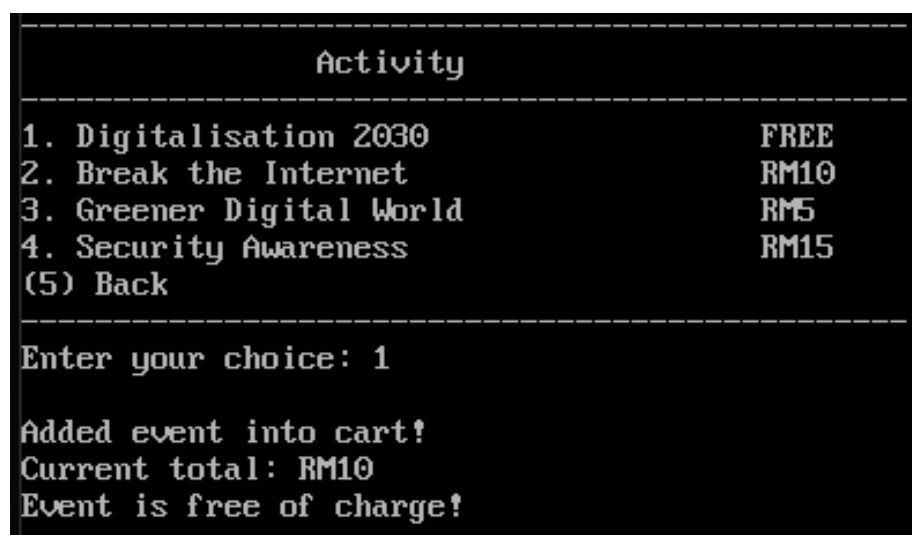 Activity
1. Digitalisation 2030 FREE
2. Break the Internet RM10
3. Greener Digital World RM5
4. Security Awareness RM15
(5) Back
Enter your choice: 1
Added event into cart!
Current total: RM10
Event is free of charge!